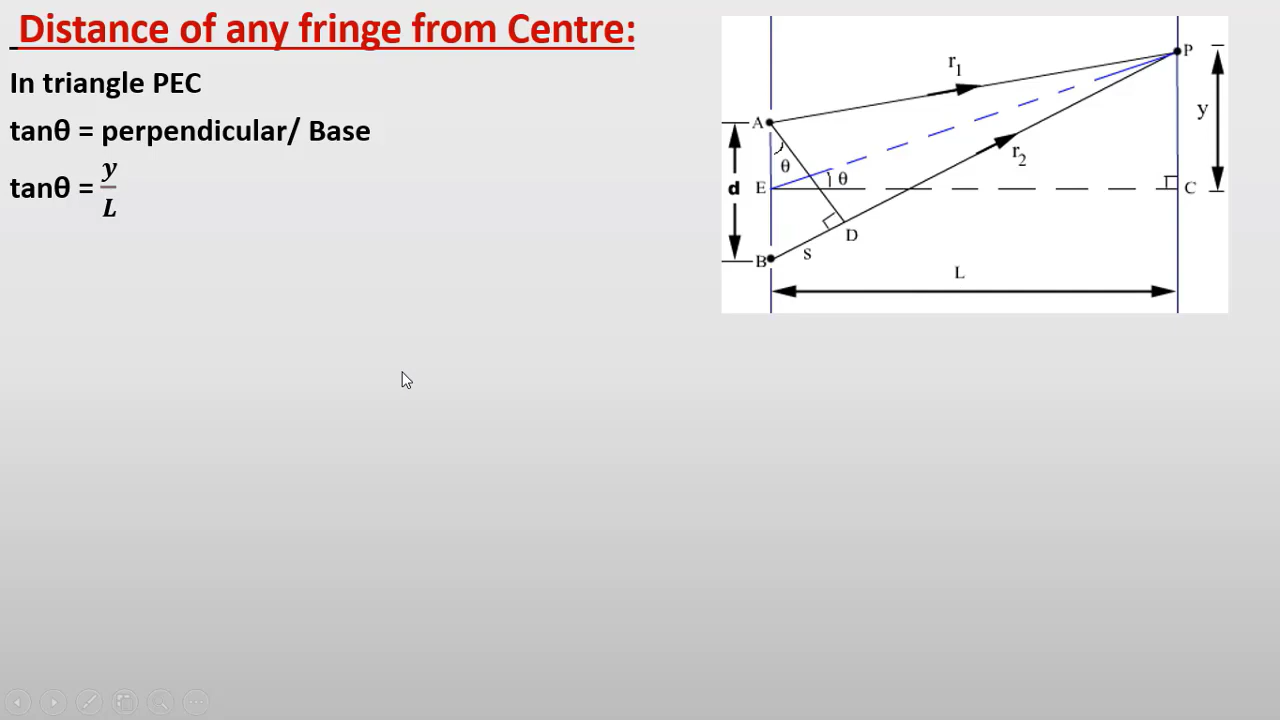 Distance of any fringe from Centre:
In triangle PEC
tanθ = perpendicular/ Base
tanθ = y/L
P
r1
y
A
r2
θ
θ
d
E
C
D
S
B
L